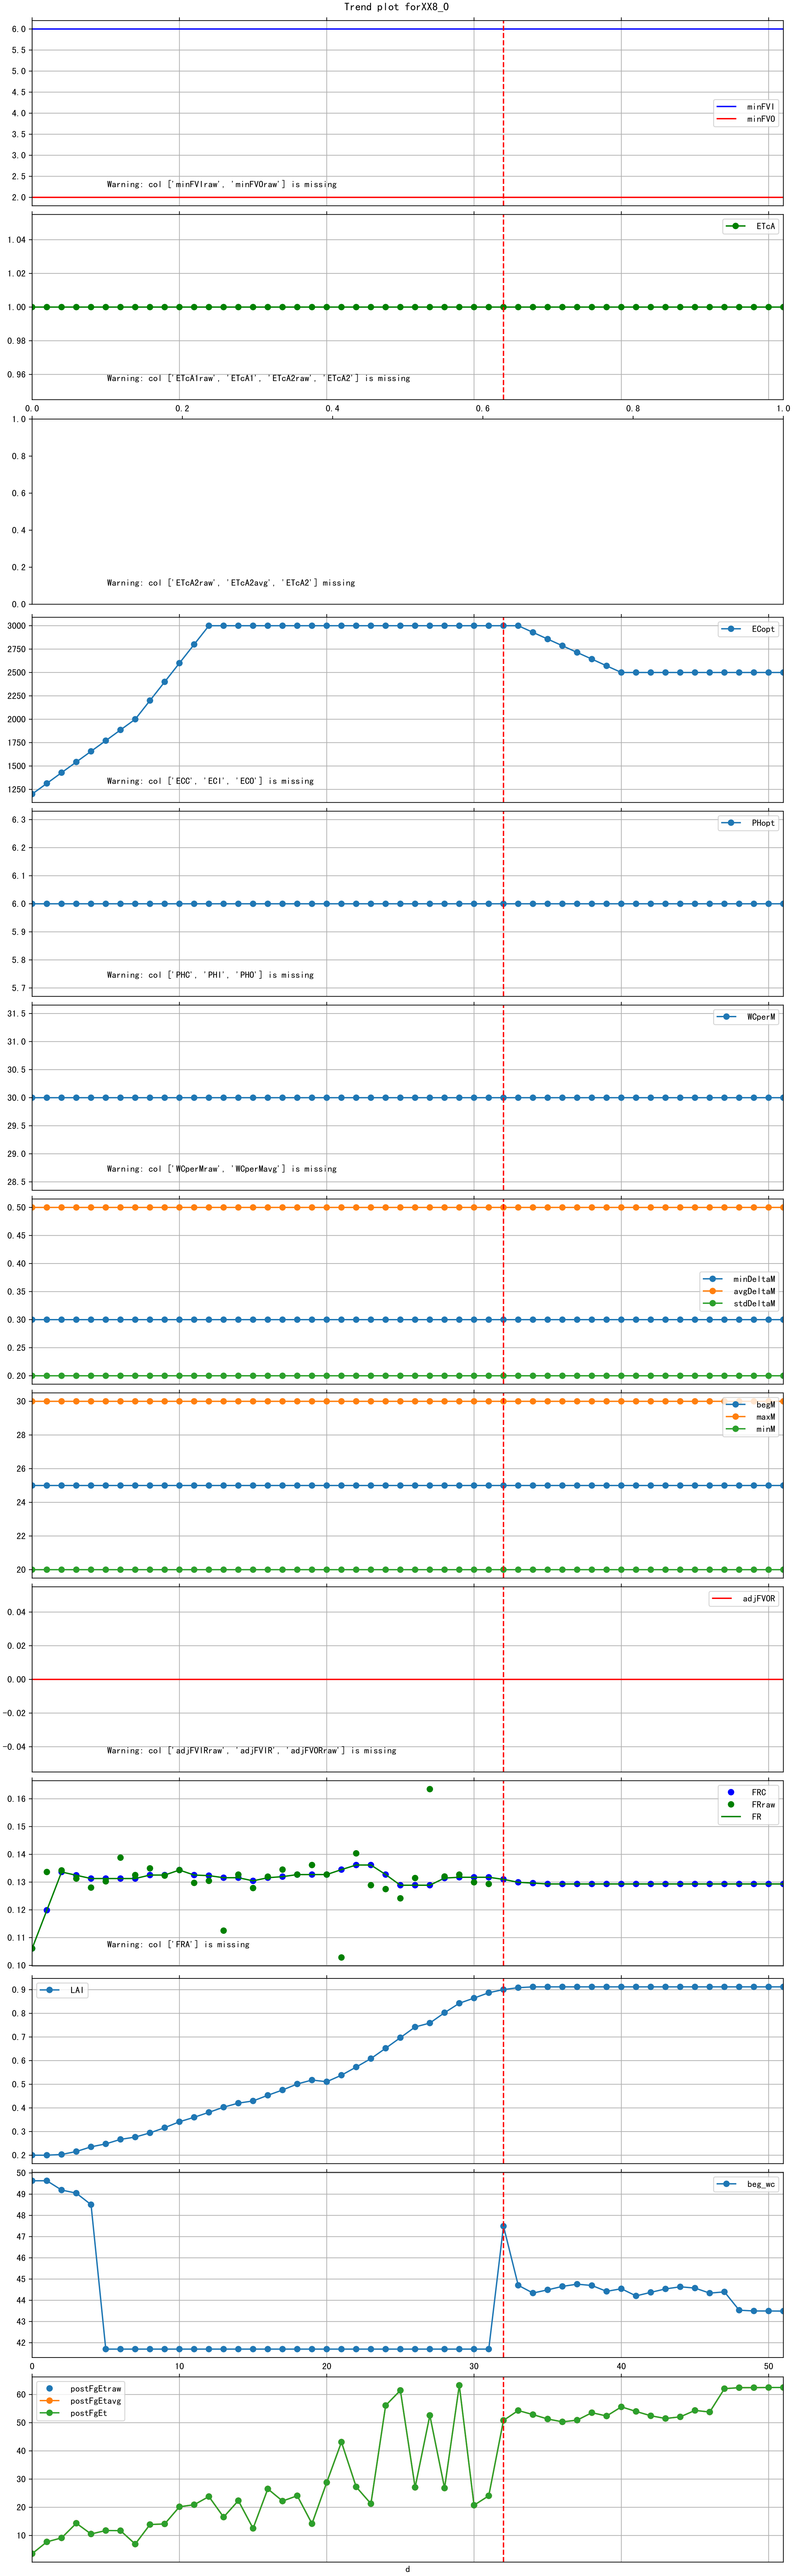 Trend plot forXX8_0
6.0
5.5
5.0
4.5
4.0
3.5
3.0
2.5
2.0
minFVI
minFVO
Warning: col ['minFVIraw', 'minFVOraw'] is missing
1.04
1.02
1.00
0.98
0.96
ETcA
Warning: col ['ETcA1raw', 'ETcA1', 'ETcA2raw', 'ETcA2'] is missing
0.0 0.2 0.4 0.6 0.8 1.0
1.0
0.8
0.6
0.4
0.2
0.0
Warning: col ['ETcA2raw', 'ETcA2avg', 'ETcA2'] missing
3000
2750
2500
2250
2000
1750
1500
1250
ECopt
Warning: col ['ECC', 'ECI', 'ECO'] is missing
6.3
6.2
6.1
6.0
5.9
5.8
5.7
PHopt
Warning: col ['PHC', 'PHI', 'PHO'] is missing
31.5
31.0
30.5
30.0
29.5
29.0
28.5
WCperM
Warning: col ['WCperMraw', 'WCperMavg'] is missing
0.50
0.45
0.40
0.35
0.30
0.25
0.20
minDeltaM
avgDeltaM
stdDeltaM
30
28
26
24
22
20
begM
maxM
minM
0.04
0.02
0.00
-0.02
-0.04
adjFVOR
Warning: col ['adjFVIRraw', 'adjFVIR', 'adjFVORraw'] is missing
0.16
0.15
0.14
0.13
0.12
0.11
0.10
FRC
FRraw
FR
Warning: col ['FRA'] is missing
0.9
0.8
0.7
0.6
0.5
0.4
0.3
0.2
LAI
50
49
48
47
46
45
44
43
42
beg_wc
0 10 20 30 40 50
60
50
40
30
20
10
postFgEtraw
postFgEtavg
postFgEt
d